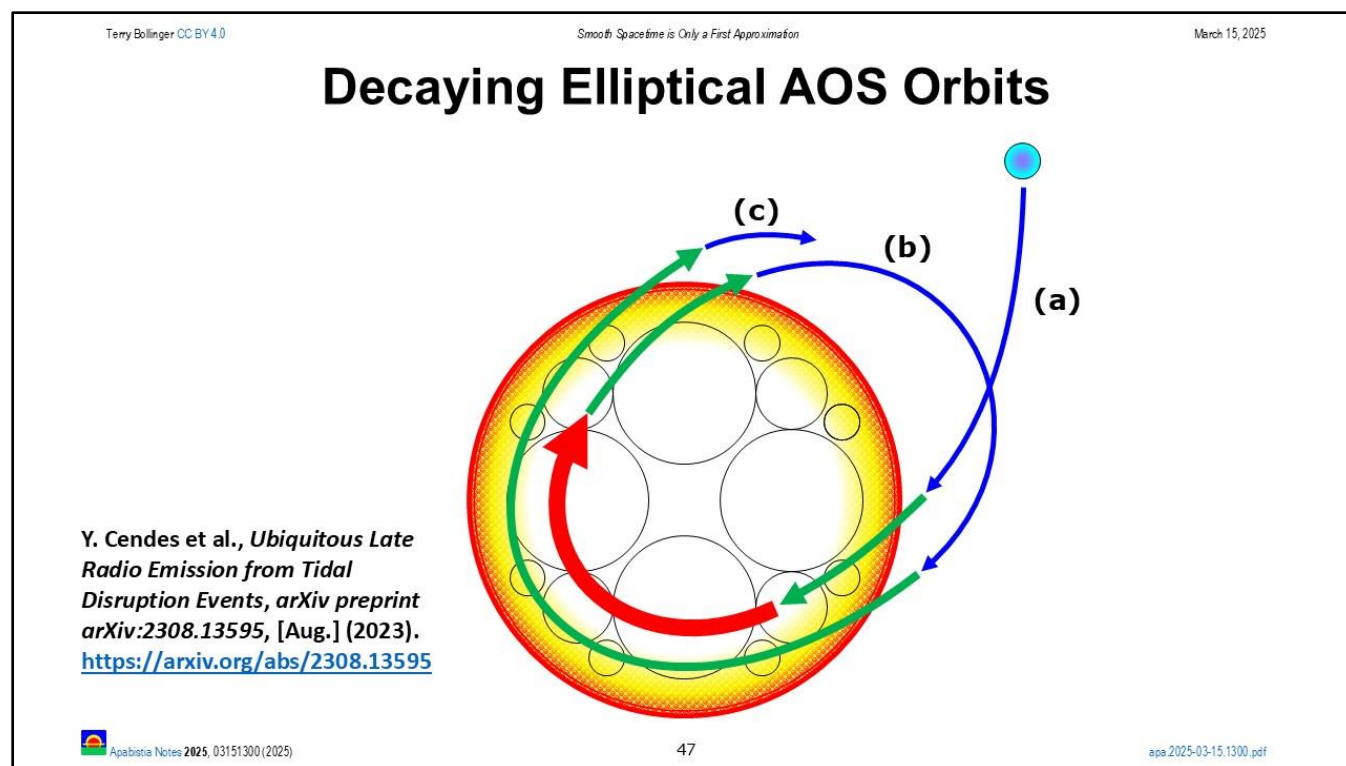 Terry Bollinger CC BY 4.0
Smooth Spacetime is Only a First Approximation
March 15, 2025
Decaying Elliptical AOS Orbits
(c)
(b)
(a)
Y. Cendes et al., Ubiquitous Late
Radio Emission from Tidal
Disruption Events, arXiv preprint
arXiv:2308.13595, [Aug.] (2023).
https://arxiv.org/abs/2308.13595
Apabistia Notes 2025, 03151300 (2025)
47
apa.2025-03-15.1300.pdf